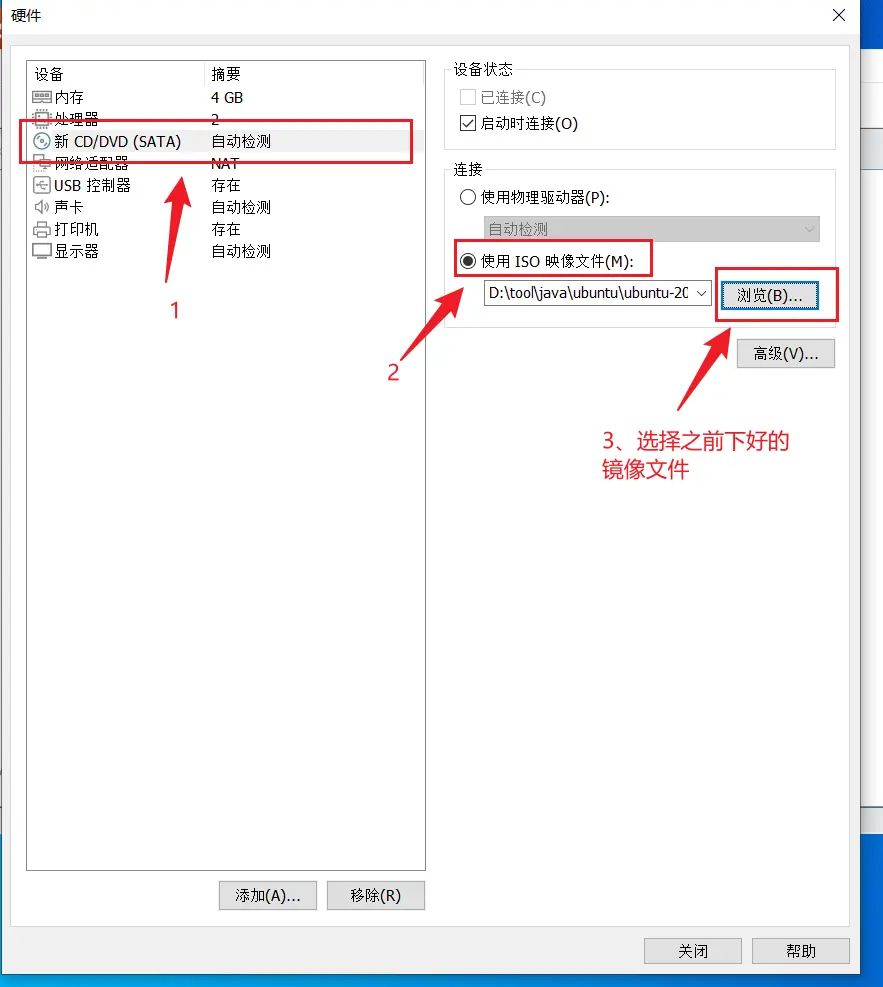 硬件
设备 摘要
内存 4 GB
处理器 2
新 CD/DVD (SATA) 自动检测
网络适配器 NAT
USB 控制器 存在
声卡 自动检测
打印机 存在
显示器 自动检测
1
添加(A)... 移除(R)
设备状态
已连接(C)
启动时连接(O)
连接
使用物理驱动器(P):
自动检测
使用 ISO 映像文件(M):
D:\tool\java\ubuntu\ubuntu-20 浏览(B)...
2
高级(V)...
3、选择之前下好的
镜像文件
关闭 帮助